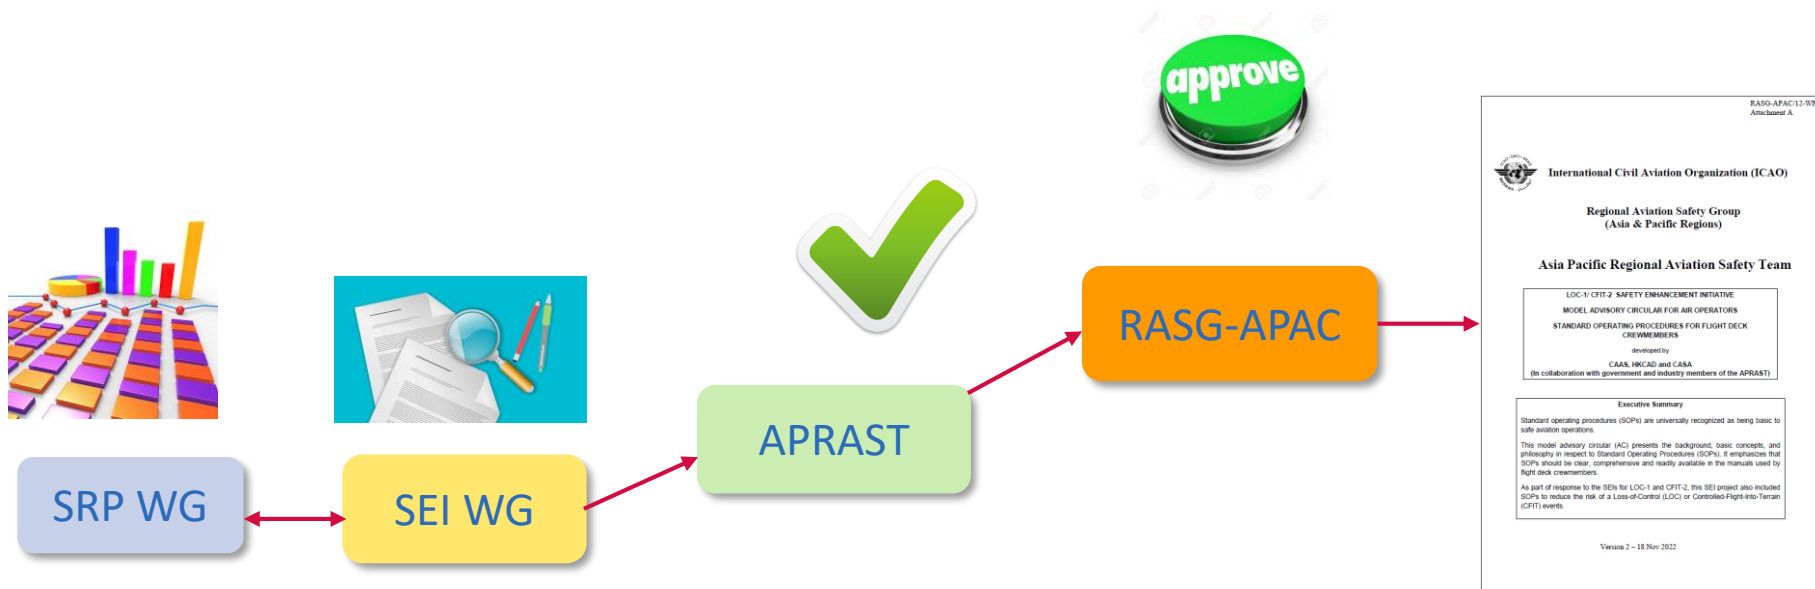 approve
RASG-APAC/12-WP
Attachment A
International Civil Aviation Organization (ICAO)
Regional Aviation Safety Group
(Asia & Pacific Regions)
Asia Pacific Regional Aviation Safety Team
LOC-1/ CFIT-2 SAFETY ENHANCEMENT INITIATIVE
MODEL ADVISORY CIRCULAR FOR AIR OPERATORS
STANDARD OPERATING PROCEDURES FOR FLIGHT DECK
CREWMEMBERS
developed by
CAAS, HKCAD and CASA
(In collaboration with government and industry members of the APRAST)
Executive Summary
Standard operating procedures (SOPs) are universally recognized as being basic to
safe aviation operations.
This model advisory circular (AC) presents the background, basic concepts, and
philosophy in respect to Standard Operating Procedures (SOPs). It emphasizes that
SOPs should be clear, comprehensive and readily available in the manuals used by
flight deck crewmembers.
As part of response to the SEIs for LOC-1 and CFIT-2, this SEI project also included
SOPs to reduce the risk of a Loss-of-Control (LOC) or Controlled-Flight-Into-Terrain
(CFIT) events.
Version 2 – 18 Nov 2022
RASG-APAC
APRAST
SEI WG
SRP WG